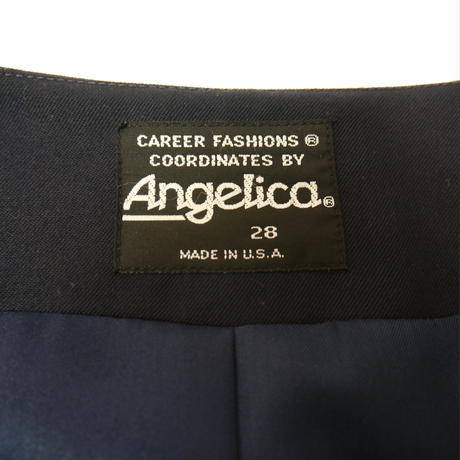 CAREER FASHIONS ®
COORDINATES BY
Angelica®
28
MADE IN U.S.A.